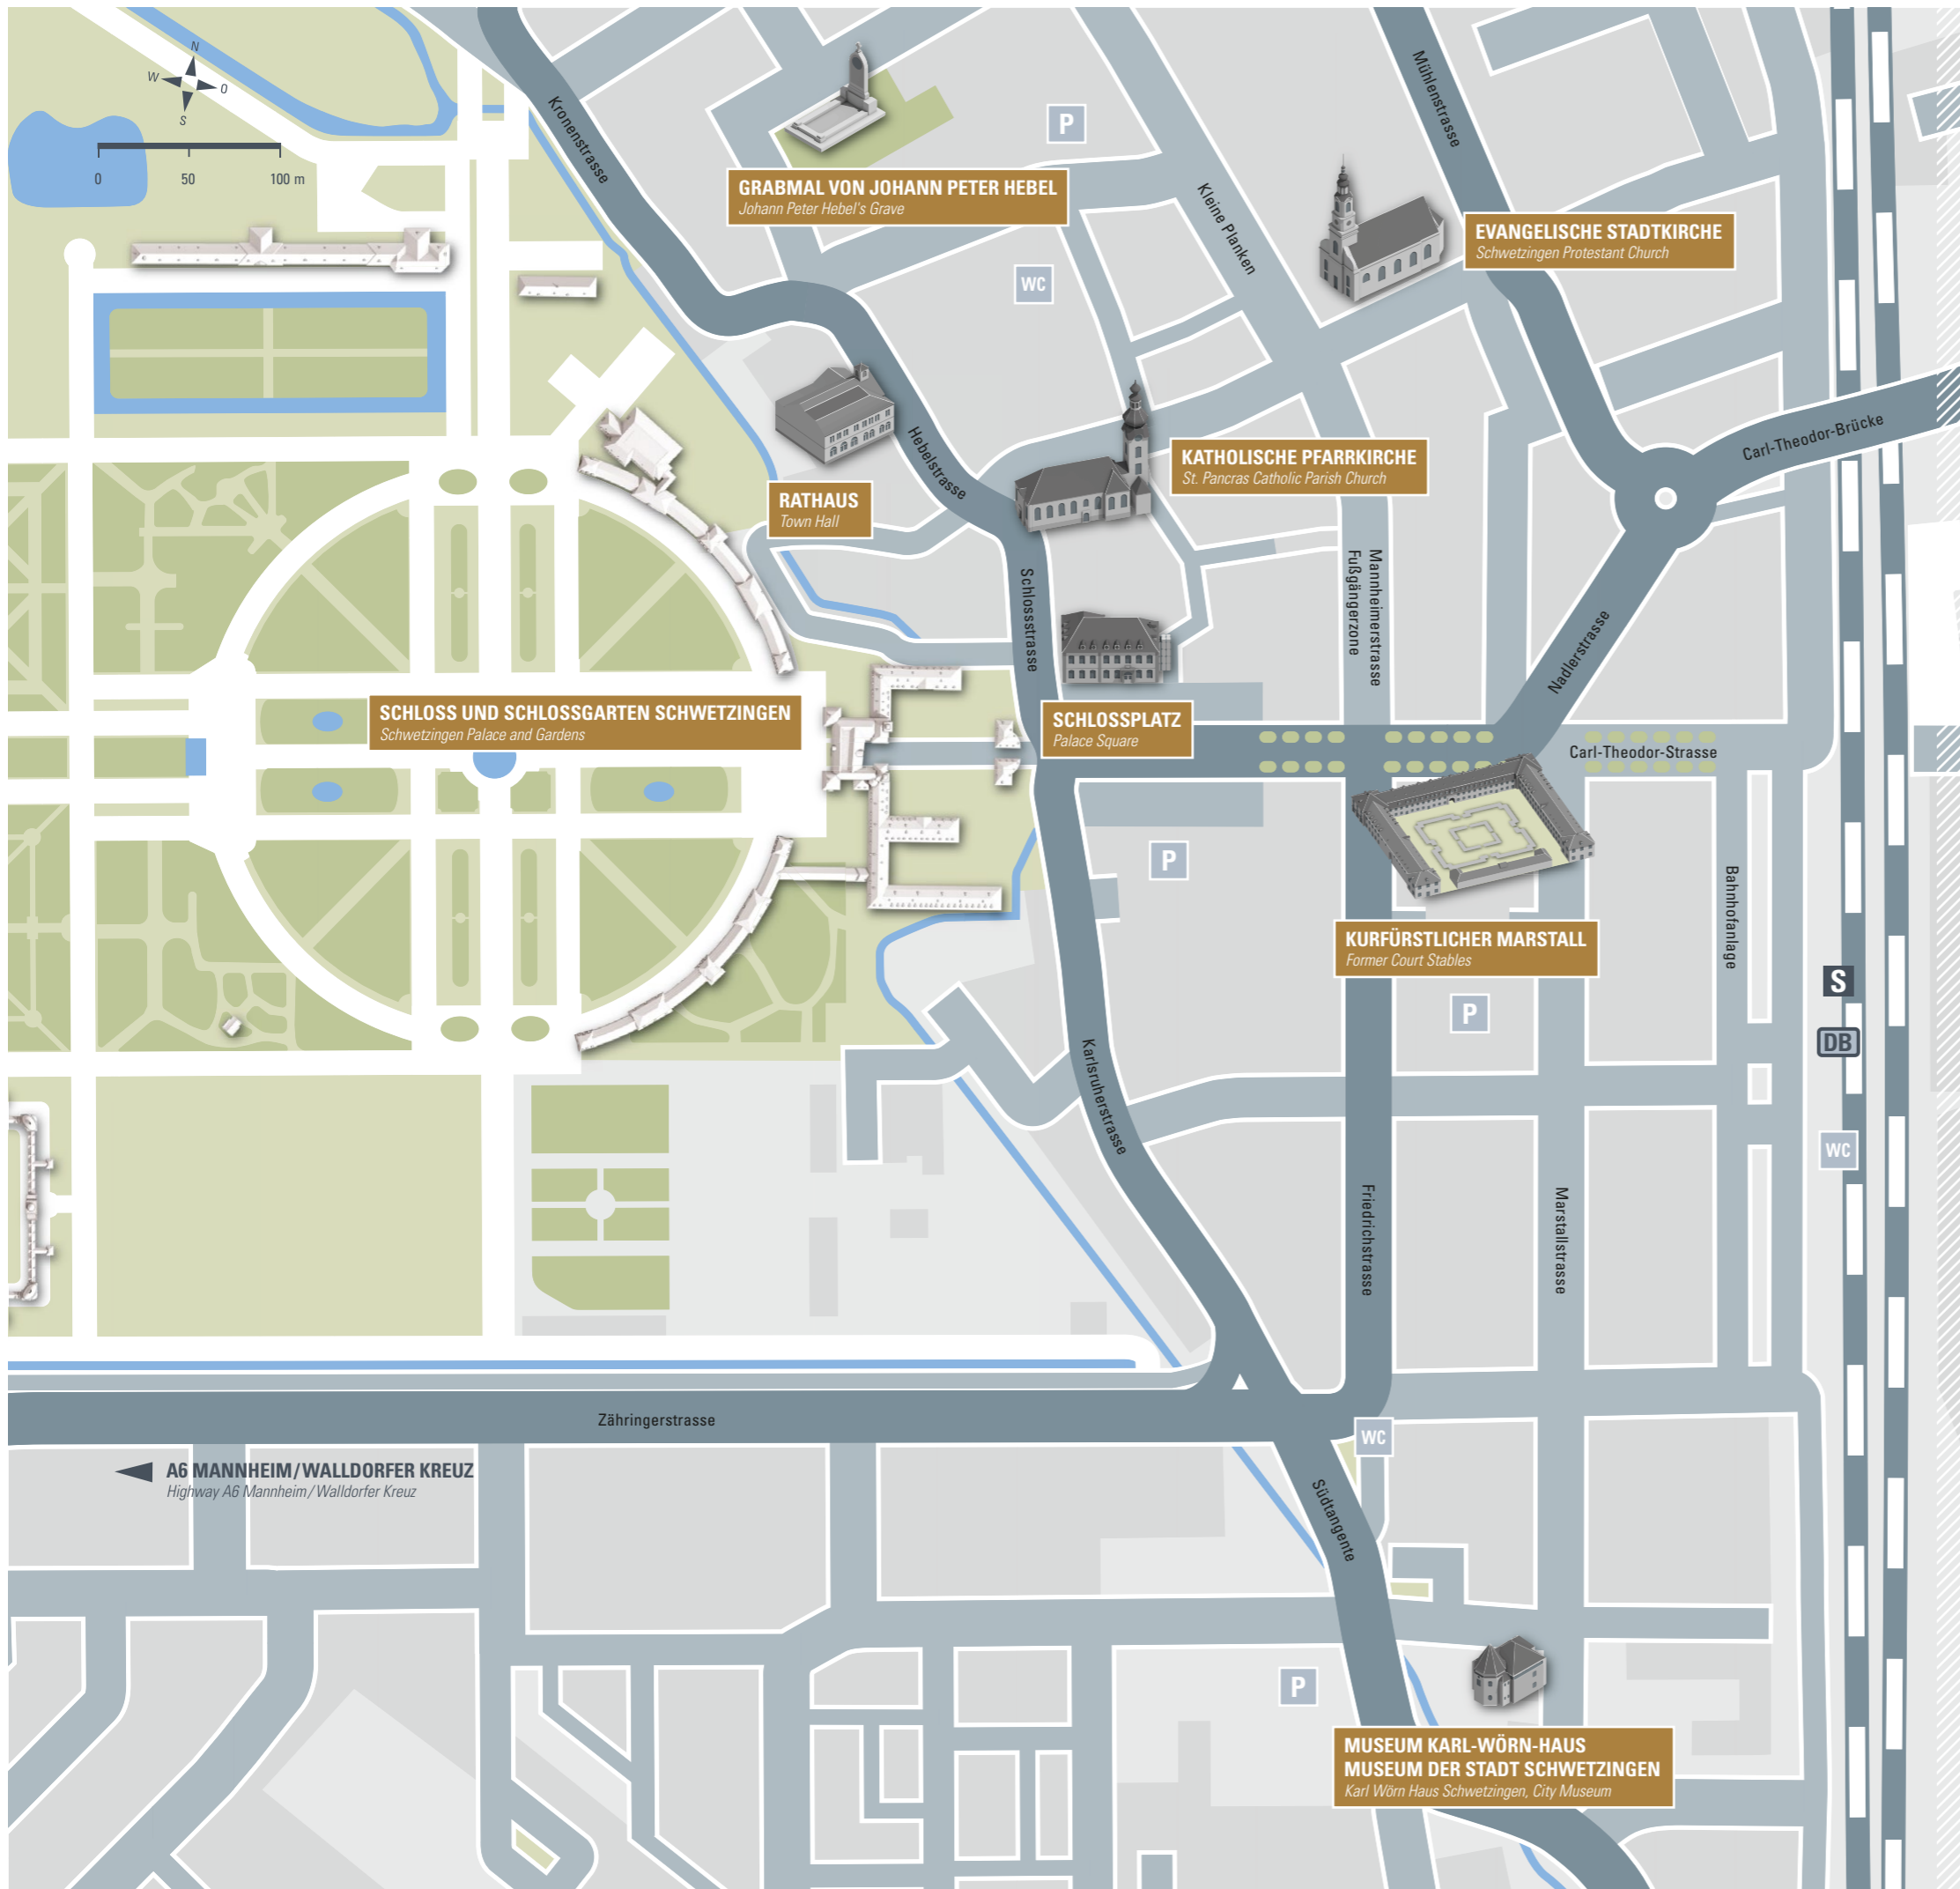 N
W
O
S
0
50
100 m
Kronenstrasse
GRABMAL VON JOHANN PETER HEBEL
Johann Peter Hebel's Grave
P
Kleine Planken
Mühlenstrasse
EVANGELISCHE STADTKIRCHE
Schwetzingen Protestant Church
WC
Carl-Theodor-Brücke
Hebelstrasse
KATHOLISCHE PFARRKIRCHE
St. Pancras Catholic Parish Church
RATHAUS
Town Hall
Schlossstrasse
Mannheimerstrasse
Fußgängerzone
Nadlerstrasse
SCHLOSS UND SCHLOSSGARTEN SCHWETZINGEN
Schwetzingen Palace and Gardens
SCHLOSSPLATZ
Palace Square
Carl-Theodor-Strasse
P
Bahnhofanlage
KURFÜRSTLICHER MARSTALL
Former Court Stables
S
P
DB
Karlsruherstrasse
WC
Friedrichstrasse
Marstallstrasse
Zähringerstrasse
WC
A6 MANNHEIM/WALLDORFER KREUZ
Highway A6 Mannheim/Walldorfer Kreuz
Südtangente
P
MUSEUM KARL-WÖRN-HAUS
MUSEUM DER STADT SCHWETZINGEN
Karl Wörn Haus Schwetzingen, City Museum